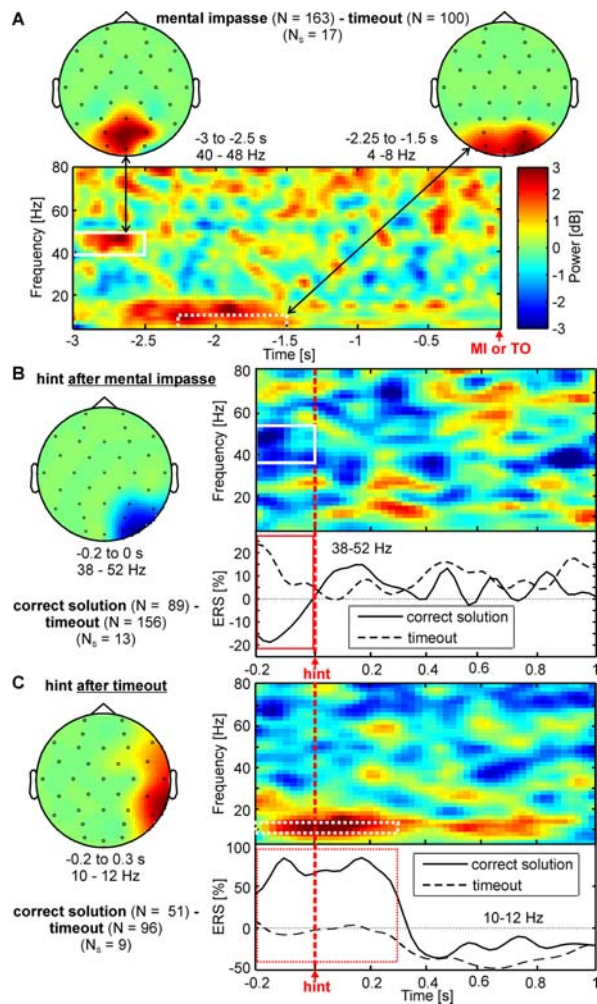 A
mental impasse (N = 163) - timeout (N = 100)
(Ns = 17)
-3 to -2.5 s
40 - 48 Hz
-2.25 to -1.5 s
4 -8 Hz
80
60
40
20
Frequency [Hz]
-3
-2.5
-2
-1.5
-1
-0.5
Time [s]
MI or TO
3
2
1
0
-1
-2
-3
Power [dB]
B
hint after mental impasse
-0.2 to 0 s
38 - 52 Hz
correct solution (N = 89) -
timeout (N = 156)
(Ns = 13)
80
60
40
20
Frequency [Hz]
38-52 Hz
20
10
0
-10
-20
ERS [%]
correct solution
timeout
-0.2
hint
0.2
0.4
0.6
0.8
1
C
hint after timeout
-0.2 to 0.3 s
10 - 12 Hz
correct solution (N = 51) -
timeout (N = 96)
(Ns = 9)
80
60
40
20
Frequency [Hz]
100
50
0
-50
ERS [%]
correct solution
timeout
10-12 Hz
-0.2
hint
0.2
0.4
0.6
0.8
1
Time [s]